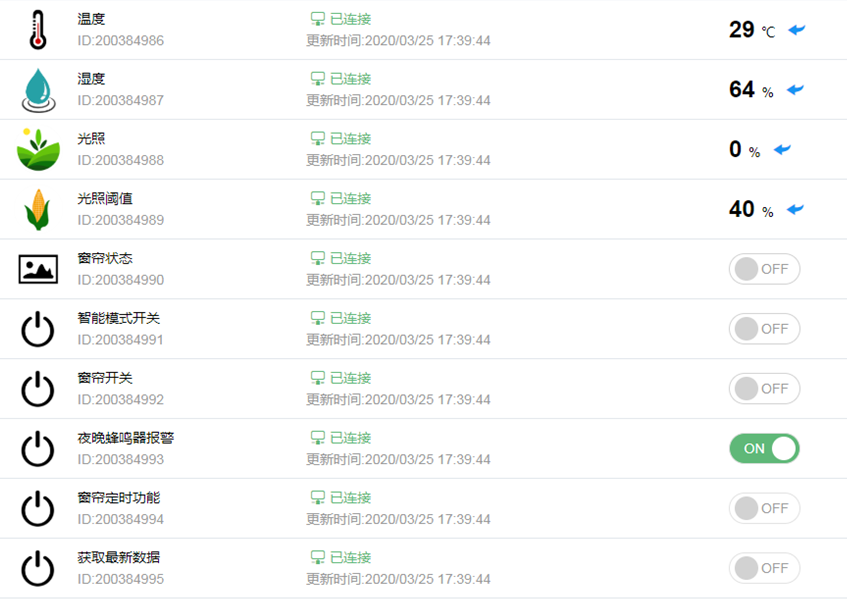 温度
已连接
ID:200384986
更新时间:2020/03/25 17:39:44
29 ℃
湿度
已连接
ID:200384987
更新时间:2020/03/25 17:39:44
64 %
光照
已连接
ID:200384988
更新时间:2020/03/25 17:39:44
0 %
光照阈值
已连接
ID:200384989
更新时间:2020/03/25 17:39:44
40 %
窗帘状态
已连接
ID:200384990
更新时间:2020/03/25 17:39:44
OFF
智能模式开关
已连接
ID:200384991
更新时间:2020/03/25 17:39:44
OFF
窗帘开关
已连接
ID:200384992
更新时间:2020/03/25 17:39:44
OFF
夜晚蜂鸣器报警
已连接
ID:200384993
更新时间:2020/03/25 17:39:44
ON
窗帘定时功能
已连接
ID:200384994
更新时间:2020/03/25 17:39:44
OFF
获取最新数据
已连接
ID:200384995
更新时间:2020/03/25 17:39:44
OFF